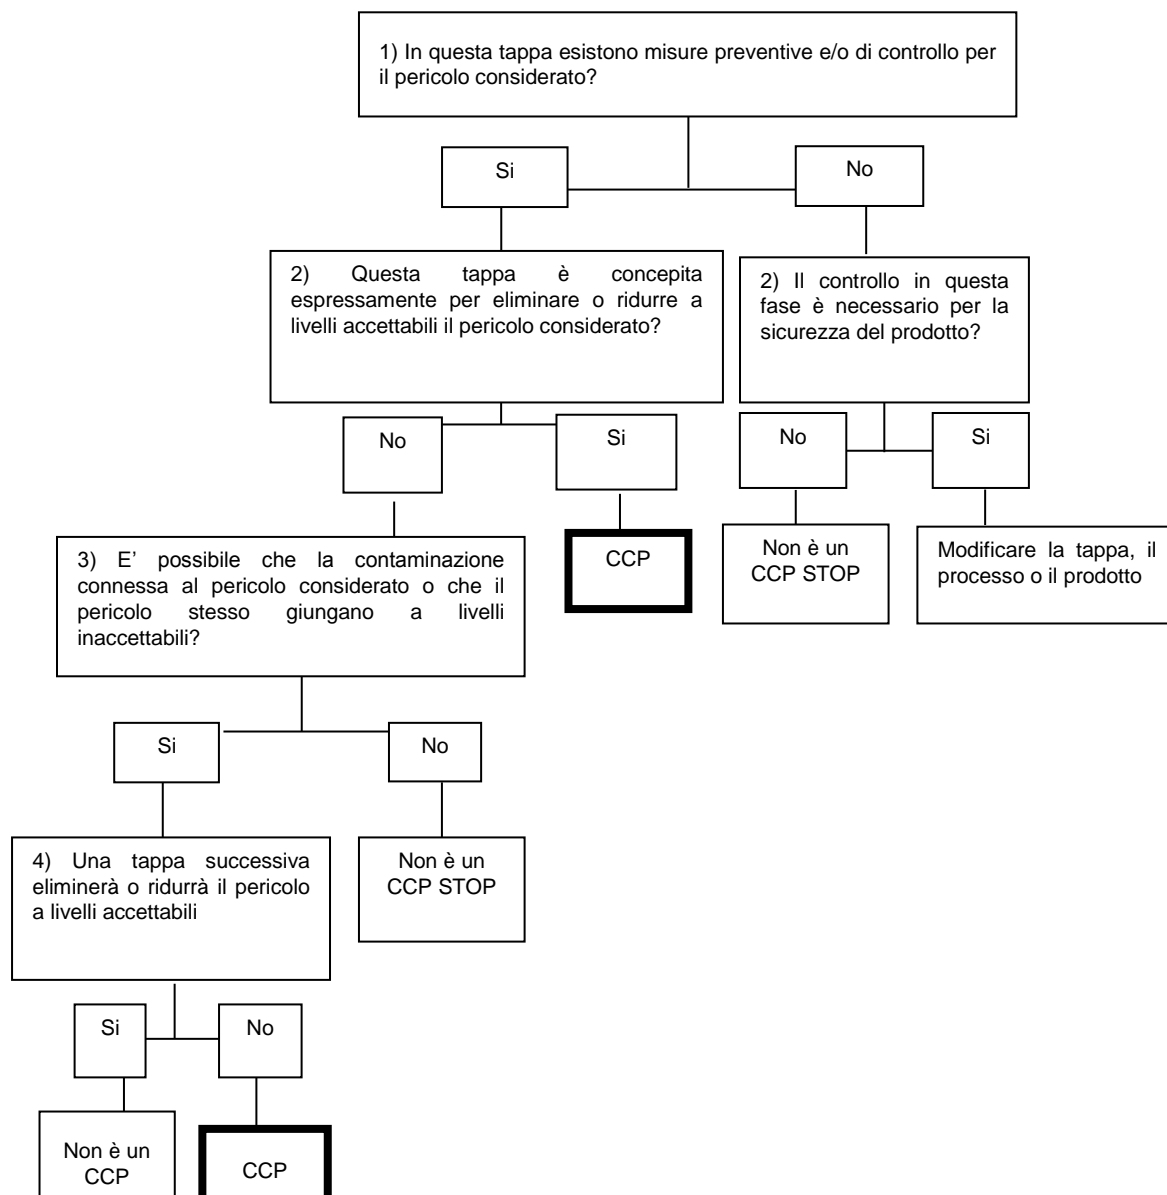 1) In questa tappa esistono misure preventive e/o di controllo per
il pericolo considerato?
Si
No
2) Questa tappa è concepita
espressamente per eliminare o ridurre a
livelli accettabili il pericolo considerato?
2) Il controllo in questa
fase è necessario per la
sicurezza del prodotto?
No
Si
No
Si
3) E' possibile che la contaminazione
connessa al pericolo considerato o che il
pericolo stesso giungano a livelli
inaccettabili?
CCP
Non è un
CCP STOP
Modificare la tappa, il
processo o il prodotto
Si
No
4) Una tappa successiva
eliminerà o ridurrà il pericolo
a livelli accettabili
Non è un
CCP STOP
Si
No
Non è un
CCP
CCP